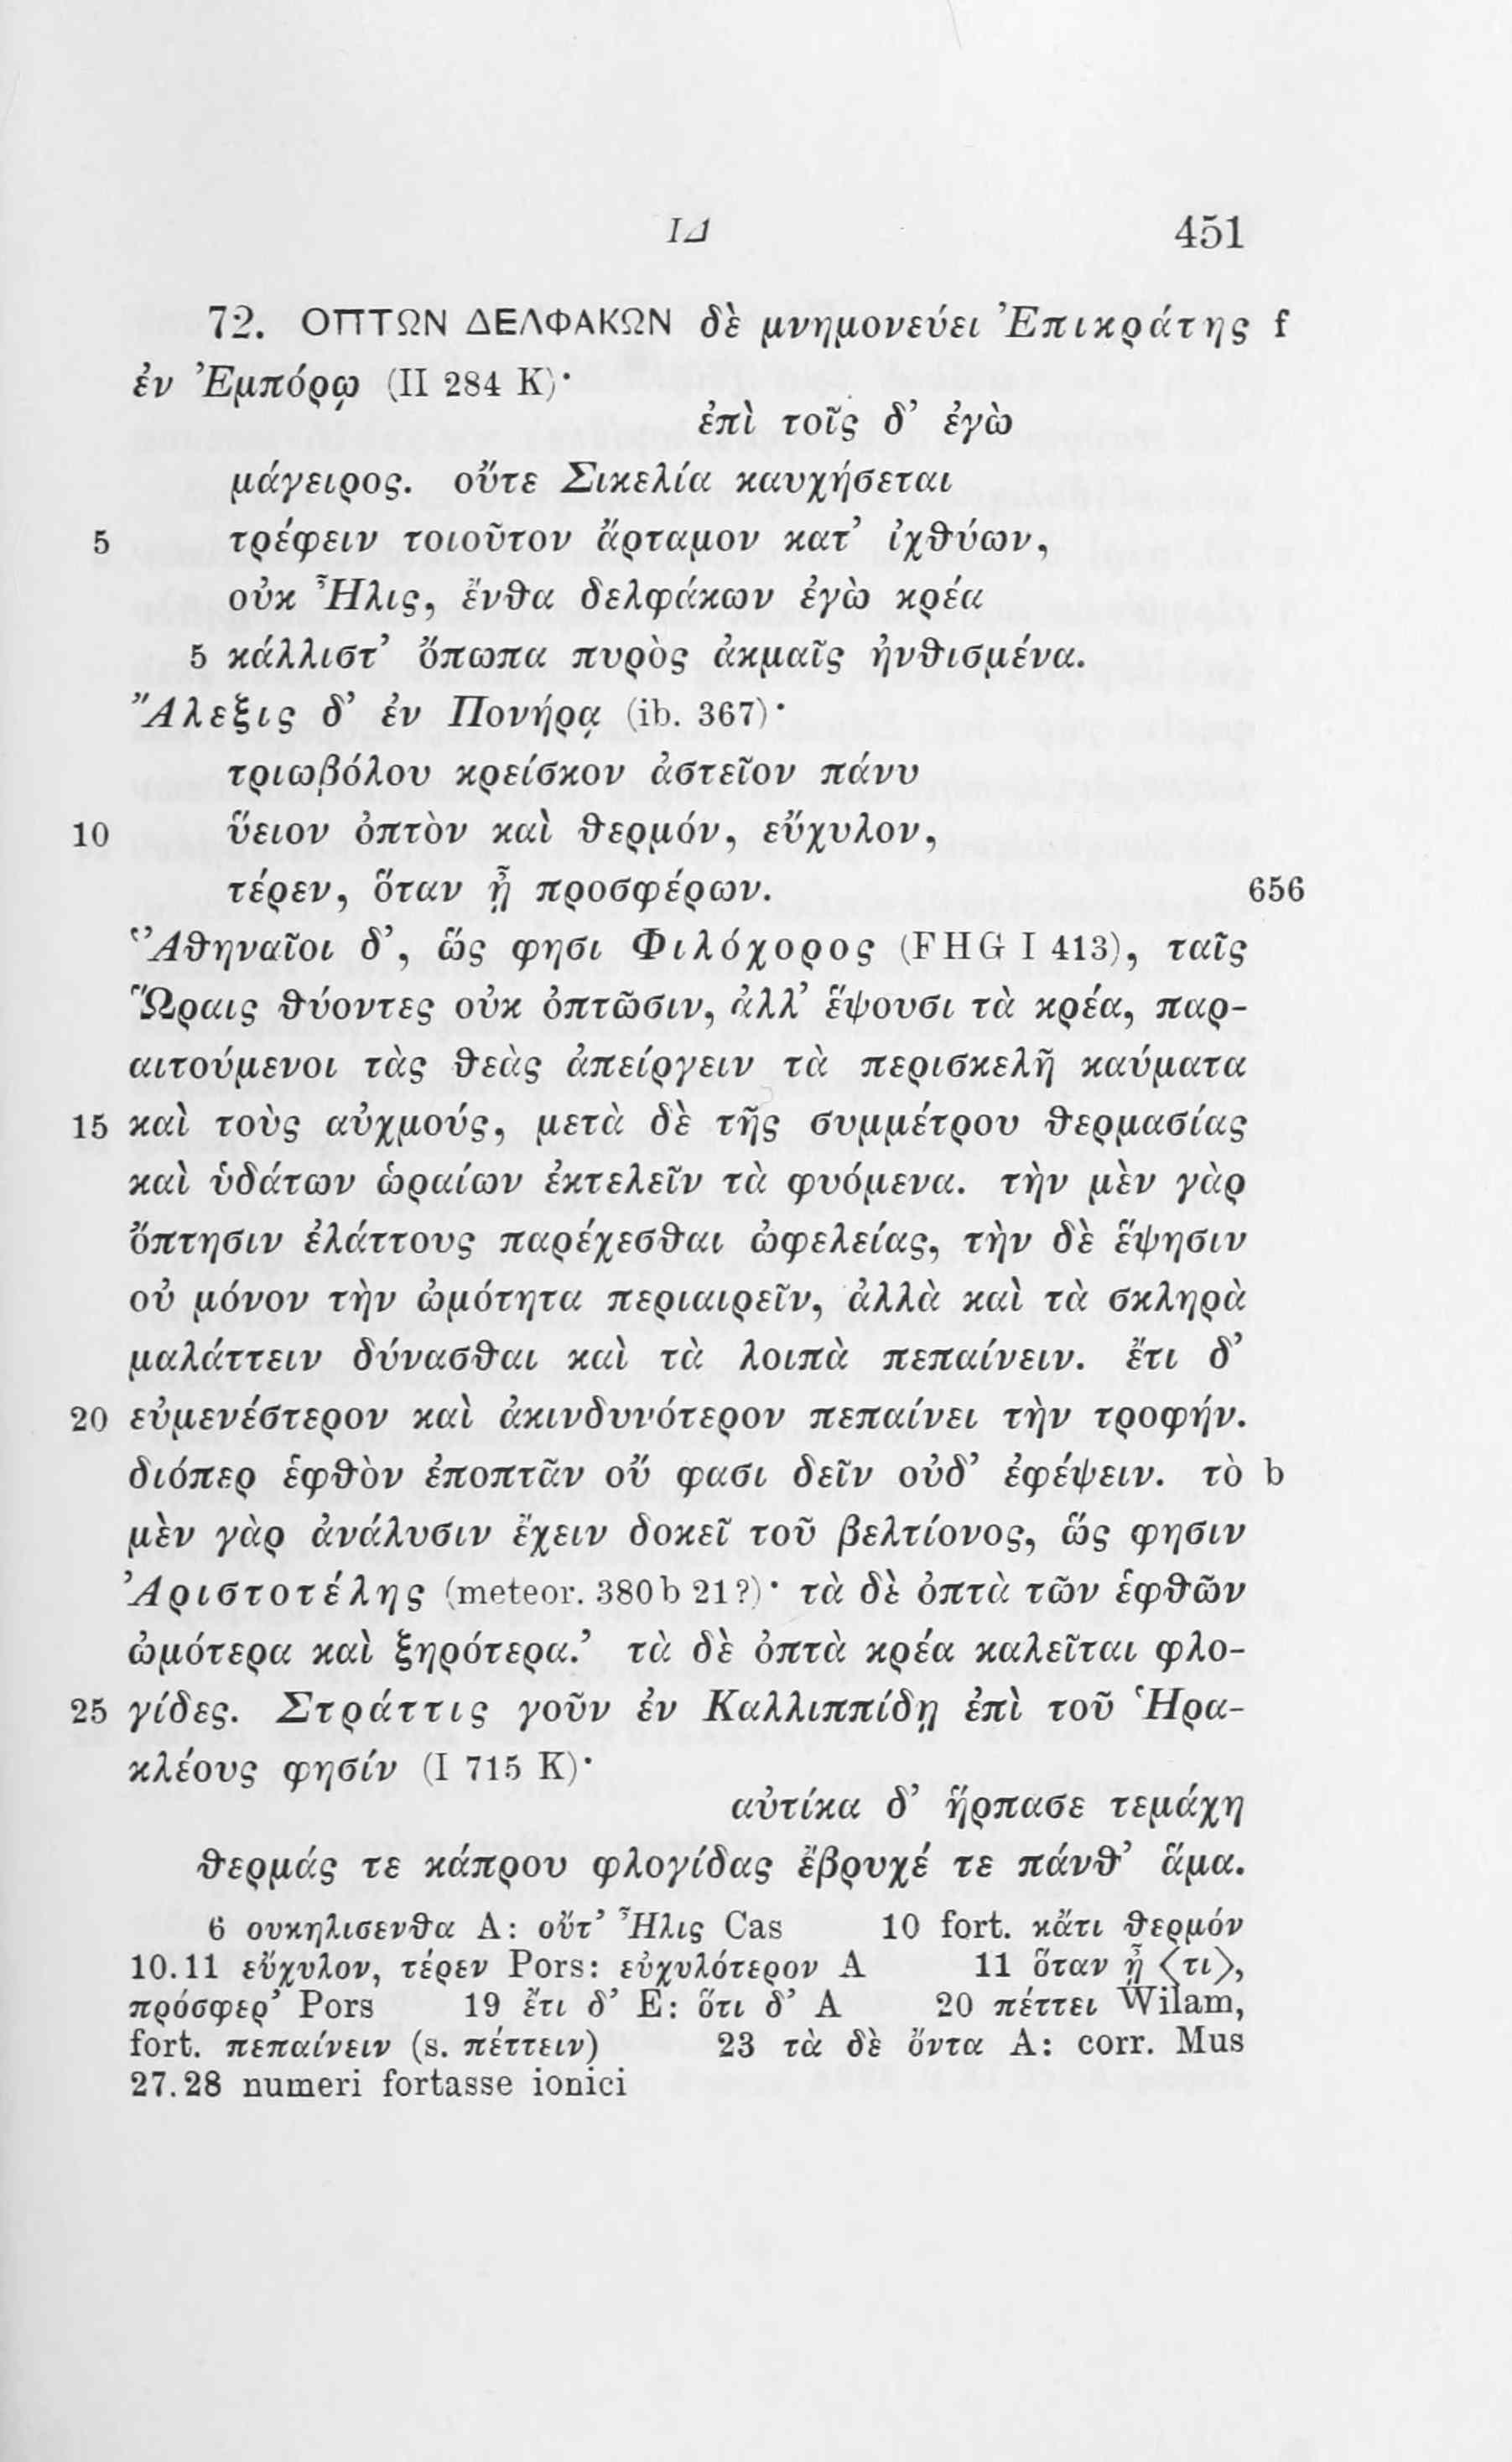 ΙΔ 451
72. ΟΠΤΩΝ ΔΕΛΦΑΚΩΝ δὲ μνημονεύει Ἐπικράτης f
ἐν Ἐμπόρῳ (II 284 K)·
ἐπὶ τοῖς δ’ ἐγὼ
μάγειρος. οὔτε Σικελία καυχήσεται
5 τρέφειν τοιοῦτον ἄρταμον κατ’ ἰχθύων,
οὐκ Ἦλις, ἔνθα δελφάκων ἐγὼ κρέα
5 κάλλιστ’ ὄπωπα πυρὸς ἀκμαῖς ἠνθισμένα.
Ἄλεξις δ’ ἐν Πονήρᾳ (ib. 367)·
τριωβόλου κρείσκον ἀστεῖον πάνυ
10 ὕειον ὀπτὸν καὶ θερμόν, εὔχυλον,
τέρεν, ὅταν ᾖ προσφέρων. 656
‘Ἀθηναῖοι δ’, ὥς φησι Φιλόχορος (FHG I 413), ταῖς
Ὥραις θύοντες οὐκ ὀπτῶσιν, ἀλλ’ ἕψουσι τὰ κρέα, παρ-
αιτούμενοι τὰς θεὰς ἀπείργειν τὰ περισκελῆ καύματα
15 καὶ τοὺς αὐχμούς, μετὰ δὲ τῆς συμμέτρου θερμασίας
καὶ ὑδάτων ὡραίων ἐκτελεῖν τὰ φυόμενα. τὴν μὲν γὰρ
ὄπτησιν ἐλάττους παρέχεσθαι ὠφελείας, τὴν δὲ ἕψησιν
οὐ μόνον τὴν ὠμότητα περιαιρεῖν, ἀλλὰ καὶ τὰ σκληρὰ
μαλάττειν δύνασθαι καὶ τὰ λοιπὰ πεπαίνειν. ἔτι δ’
20 εὐμενέστερον καὶ ἀκινδυνότερον πεπαίνει τὴν τροφήν.
διόπερ ἑφθὸν ἐποπτᾶν οὔ φασι δεῖν οὐδ’ ἐφέψειν. τὸ b
μὲν γὰρ ἀνάλυσιν ἔχειν δοκεῖ τοῦ βελτίονος, ὥς φησιν
Ἀριστοτέλης (meteor. 380b 21?)· τὰ δὲ ὀπτὰ τῶν ἑφθῶν
ὠμότερα καὶ ξηρότερα.’ τὰ δὲ ὀπτὰ κρέα καλεῖται φλο-
25 γίδες. Στράττις γοῦν ἐν Καλλιππίδῃ ἐπὶ τοῦ Ἡρα-
κλέους φησίν (I 715 K)·
αὐτίκα δ’ ἥρπασε τεμάχη
θερμάς τε κάπρου φλογίδας ἔβρυχέ τε πάνθ’ ἅμα.
6 ουκηλισενθα A: οὔτ’ Ἦλις Cas 10 fort. κἄτι θερμόν
10.11 εὔχυλον, τέρεν Pors: εὐχυλότερον A 11 ὅταν ᾖ ⟨τι⟩,
πρόσφερ’ Pors 19 ἔτι δ’ E: ὅτι δ’ A 20 πέττει Wilam,
fort. πεπαίνειν (s. πέττειν) 23 τὰ δὲ ὄντα A: corr. Mus
27.28 numeri fortasse ionici